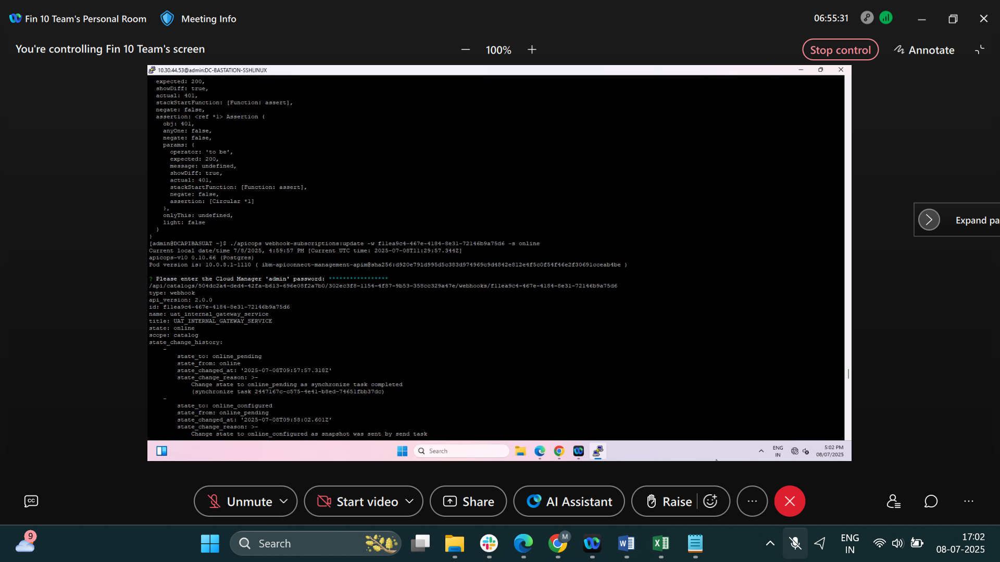 Fin 10 Team's Personal Room Meeting Info 06:55:31
You're controlling Fin 10 Team's screen 100% Stop control Annotate
10.30.44.53@admin:DC-BASTATION-SSHLINUX
expected: 200,
showDiff: true,
actual: 401,
stackStartFunction: [Function: assert],
negate: false,
assertion: <ref *1> Assertion {
obj: 401,
anyOne: false,
negate: false,
params: {
operator: 'to be',
expected: 200,
message: undefined,
showDiff: true,
actual: 401,
stackStartFunction: [Function: assert],
negate: false,
assertion: [Circular *1]
},
onlyThis: undefined,
light: false
}
}
[admin@DCAPIBASUAT ~]$ ./apicops webhook-subscriptions:update -w f11ea9c4-467e-4184-8e31-72146b9a75d6 -s online
Current local date/time 7/8/2025, 4:59:57 PM [Current UTC time: 2025-07-08T11:29:57.344Z]
apicops-v10 0.10.66 (Postgres)
Pod version is: 10.0.8.1-1110 ( ibm-apiconnect-management-apim@sha256:d920e791d995d5c383d974969c9d4842e812e4f5c0f54f46e2f30691cceab4be )
? Please enter the Cloud Manager 'admin' password: *****************
/api/catalogs/504dc2a4-ded4-42fa-b613-696e08f2a7b0/302ec3f8-1154-4f87-9b53-358cc329a47e/webhooks/f11ea9c4-467e-4184-8e31-72146b9a75d6
type: webhook
api_version: 2.0.0
id: f11ea9c4-467e-4184-8e31-72146b9a75d6
name: uat_internal_gateway_service
title: UAT_INTERNAL_GATEWAY_SERVICE
state: online
scope: catalog
state_change_history:
-
state_to: online_pending
state_from: online
state_changed_at: '2025-07-08T09:57:57.318Z'
state_change_reason: >-
Change state to online_pending as synchronize task completed
(synchronize task 2447167c-c575-4e41-b8ed-74651fbb37dc)
-
state_to: online_configured
state_from: online_pending
state_changed_at: '2025-07-08T09:58:02.601Z'
state_change_reason: >-
Change state to online_configured as snapshot was sent by send task
Expand pa
Search ENG IN 5:02 PM 08/07/2025
CC Unmute Start video Share AI Assistant Raise
9 Search M ENG IN 17:02 08-07-2025